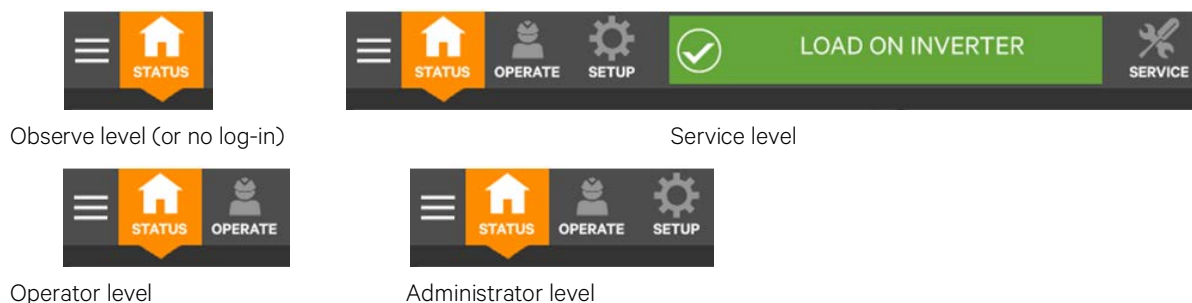 STATUS
STATUS OPERATE SETUP LOAD ON INVERTER SERVICE
Observe level (or no log-in) Service level
STATUS OPERATE
STATUS OPERATE SETUP
Operator level Administrator level